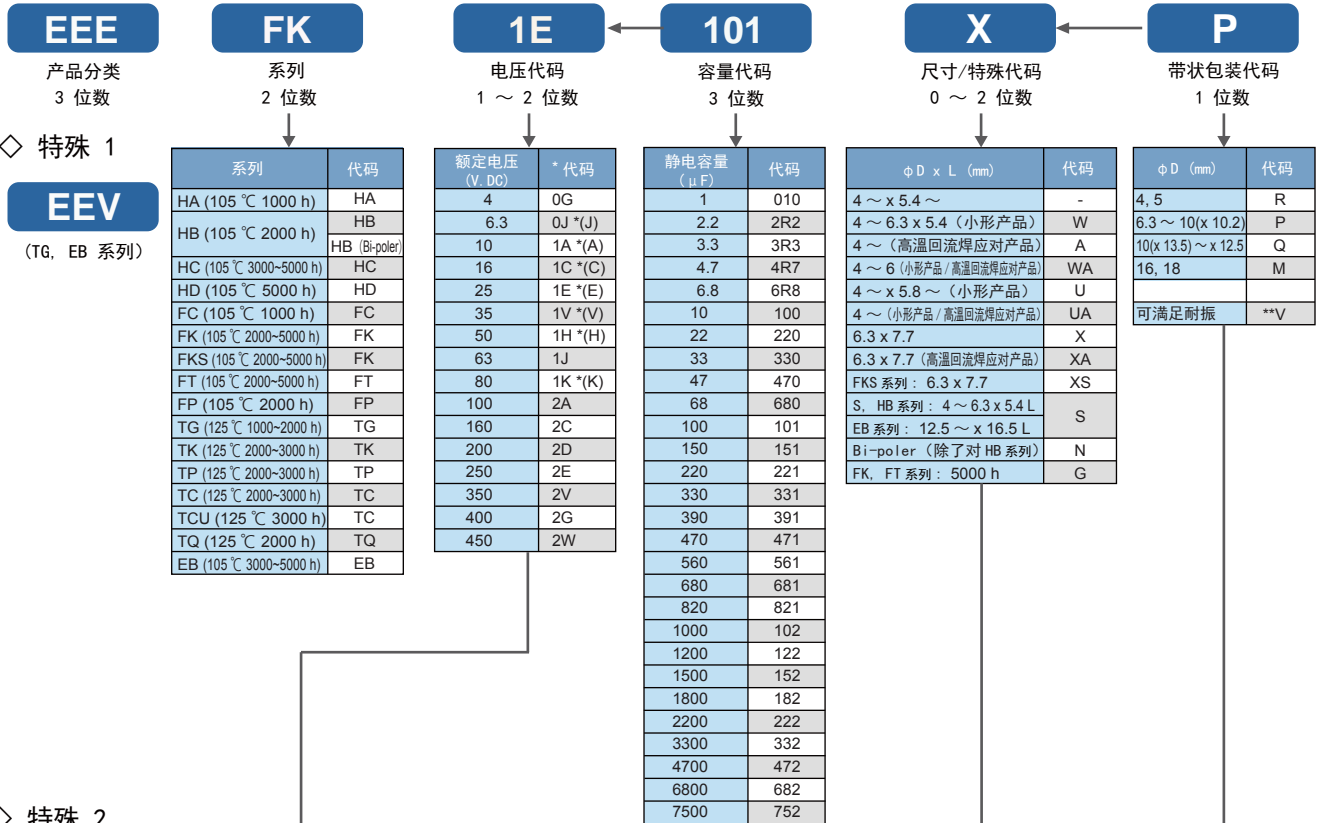 EEE FK 1E 101 X P
产品分类 系列 电压代码 容量代码 尺寸/特殊代码 带状包装代码
3 位数 2 位数 1 ～ 2 位数 3 位数 0 ～ 2 位数 1 位数
◇ 特殊 1
EEV
(TG, EB 系列)
系列 代码
HA (105 ℃ 1000 h) HA
HB (105 ℃ 2000 h) HB
HB (Bi-poler)
HC (105 ℃ 3000~5000 h) HC
HD (105 ℃ 5000 h) HD
FC (105 ℃ 1000 h) FC
FK (105 ℃ 2000~5000 h) FK
FKS (105 ℃ 2000~5000 h) FK
FT (105 ℃ 2000~5000 h) FT
FP (105 ℃ 2000 h) FP
TG (125 ℃ 1000~2000 h) TG
TK (125 ℃ 2000~3000 h) TK
TP (125 ℃ 2000~3000 h) TP
TC (125 ℃ 2000~3000 h) TC
TCU (125 ℃ 3000 h) TC
TQ (125 ℃ 2000 h) TQ
EB (105 ℃ 3000~5000 h) EB
额定电压 (V.DC) * 代码
4 0G
6.3 0J *(J)
10 1A *(A)
16 1C *(C)
25 1E *(E)
35 1V *(V)
50 1H *(H)
63 1J
80 1K *(K)
100 2A
160 2C
200 2D
250 2E
350 2V
400 2G
450 2W
静电容量 (μF) 代码
1 010
2.2 2R2
3.3 3R3
4.7 4R7
6.8 6R8
10 100
22 220
33 330
47 470
68 680
100 101
150 151
220 221
330 331
390 391
470 471
560 561
680 681
820 821
1000 102
1200 122
1500 152
1800 182
2200 222
3300 332
4700 472
6800 682
7500 752
φD x L (mm) 代码
4 ～ x 5.4 ～ -
4 ～ 6.3 x 5.4 (小形产品) W
4 ～ (高溫回流焊应对产品) A
4 ～ 6 (小形产品 / 高溫回流焊应对产品) WA
4 ～ x 5.8 ～ (小形产品) U
4 ～ (小形产品 / 高溫回流焊应对产品) UA
6.3 x 7.7 X
6.3 x 7.7 (高溫回流焊应对产品) XA
FKS 系列 : 6.3 x 7.7 XS
S, HB 系列 : 4 ～ 6.3 x 5.4 L S
EB 系列 : 12.5 ～ x 16.5 L
Bi-poler (除了对 HB 系列) N
FK, FT 系列 : 5000 h G
φD (mm) 代码
4, 5 R
6.3 ～ 10(x 10.2) P
10(x 13.5) ～ x 12.5 Q
16, 18 M
可满足耐振 **V
◇ 特殊 2